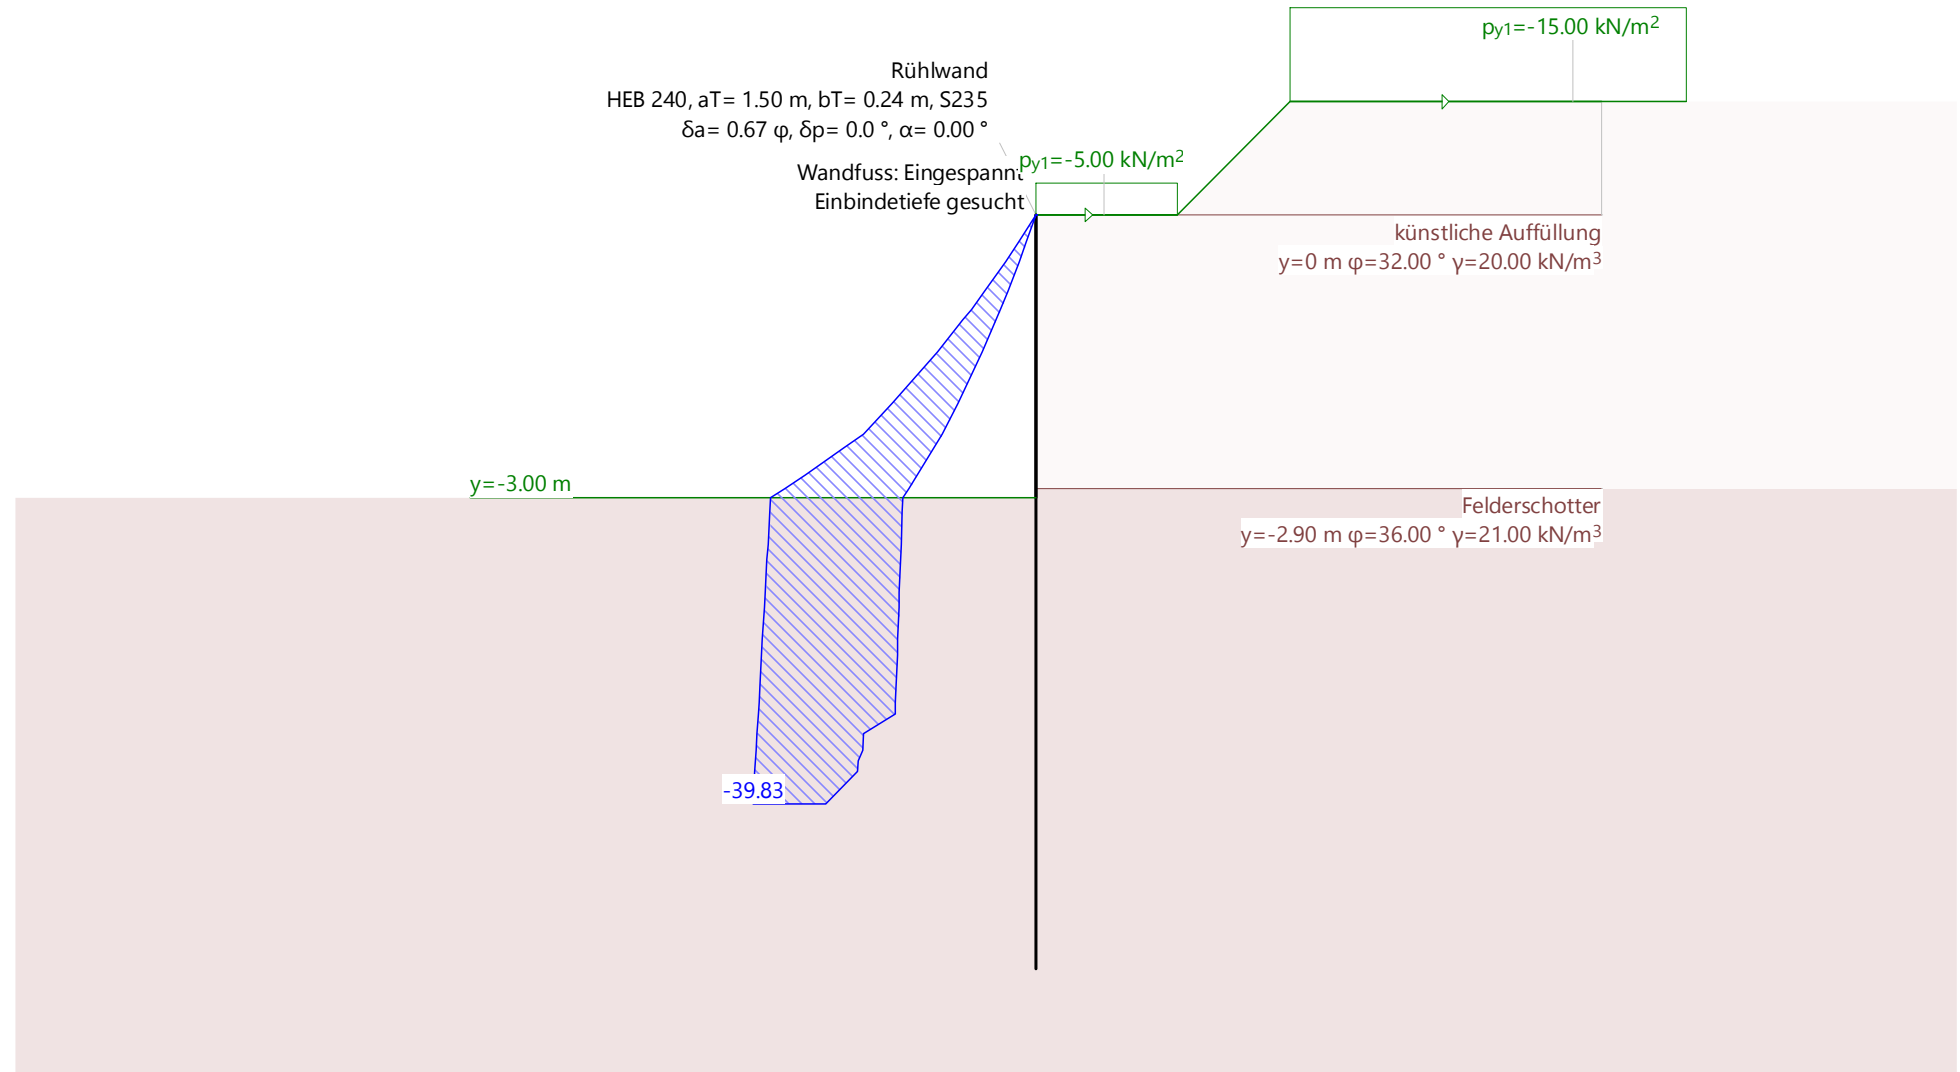 py1=-15.00 kN/m²
Rühlwand
HEB 240, aT= 1.50 m, bT= 0.24 m, S235
δa= 0.67 φ, δp= 0.0 °, α= 0.00 °
py1=-5.00 kN/m²
Wandfuss: Eingespannt
Einbindetiefe gesucht
künstliche Auffüllung
y=0 m φ=32.00 ° γ=20.00 kN/m³
y=-3.00 m
Felderschotter
y=-2.90 m φ=36.00 ° γ=21.00 kN/m³
-39.83